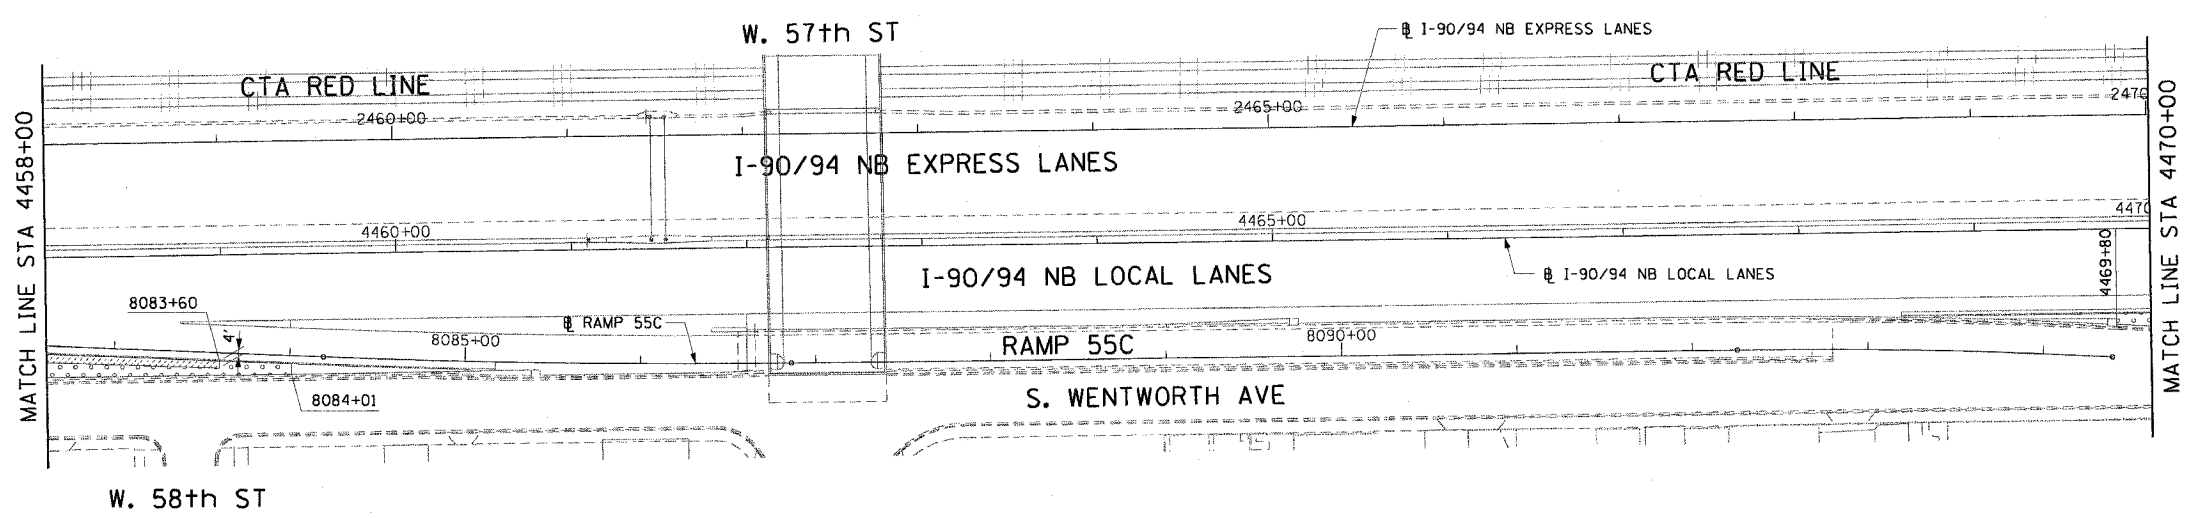 W. 57th ST
℄ I-90/94 NB EXPRESS LANES
CTA RED LINE
CTA RED LINE
2460+00
2465+00
2470
MATCH LINE STA 4458+00
MATCH LINE STA 4470+00
I-90/94 NB EXPRESS LANES
4460+00
4465+00
4470
I-90/94 NB LOCAL LANES
℄ I-90/94 NB LOCAL LANES
4469+80
8083+60
4'
8085+00
℄ RAMP 55C
RAMP 55C
8090+00
8084+01
S. WENTWORTH AVE
W. 58th ST